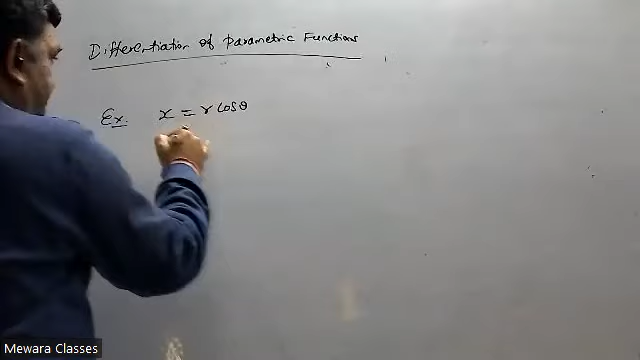 Differentiation of parametric Functions
Ex. x = r cosθ
Mewara Classes